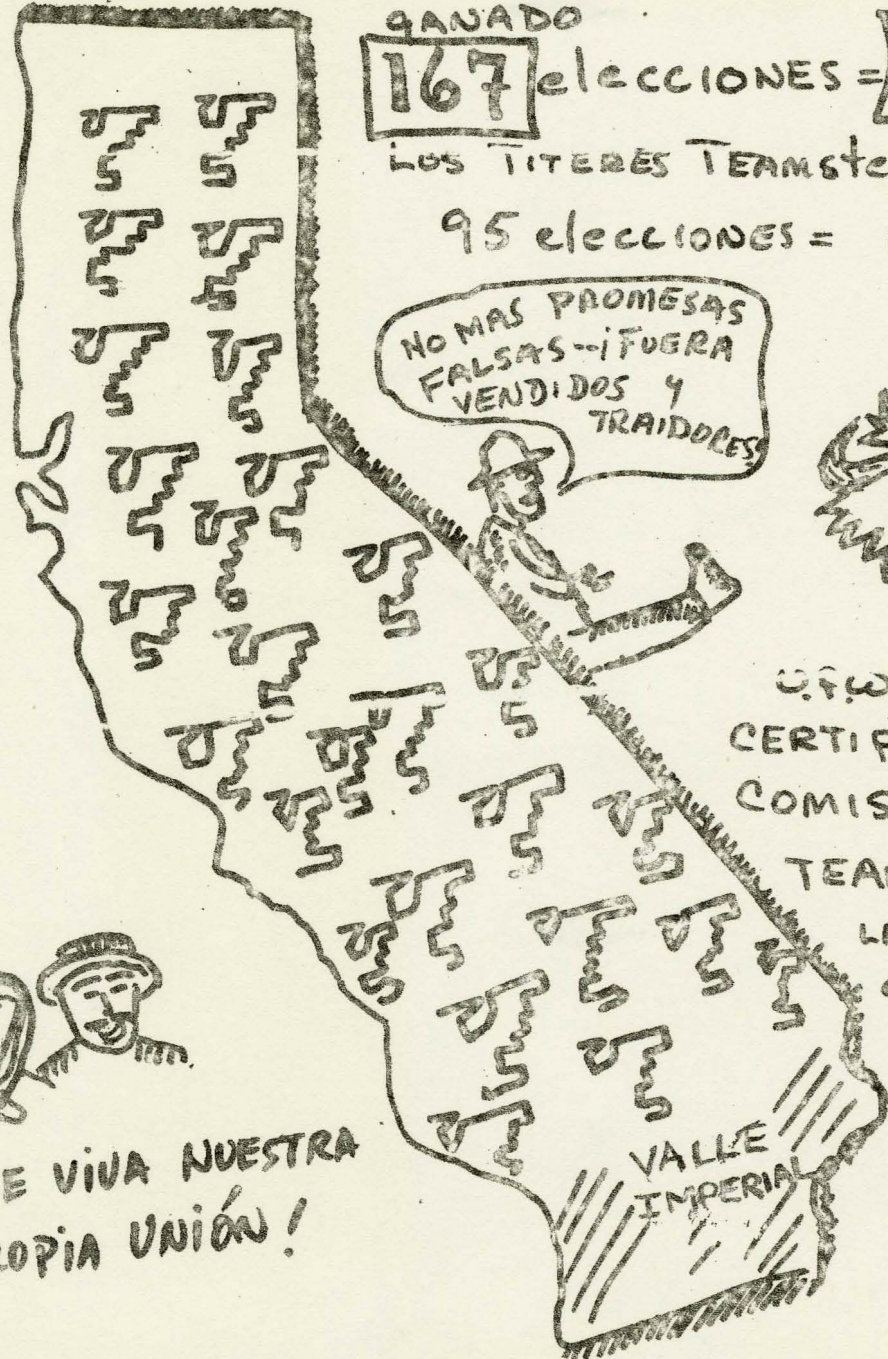 GANADO
167 elecciones =
LOS TITERES TEAMste
95 elecciones =
NO MAS PROMESAS
FALSAS--¡FUERA
VENDIDOS Y
TRAIDORES!
U.F.W
CERTIF
COMIS
TEA
E VIVA NUESTRA
ROPIA UNIÓN!
VALLE
IMPERIAL